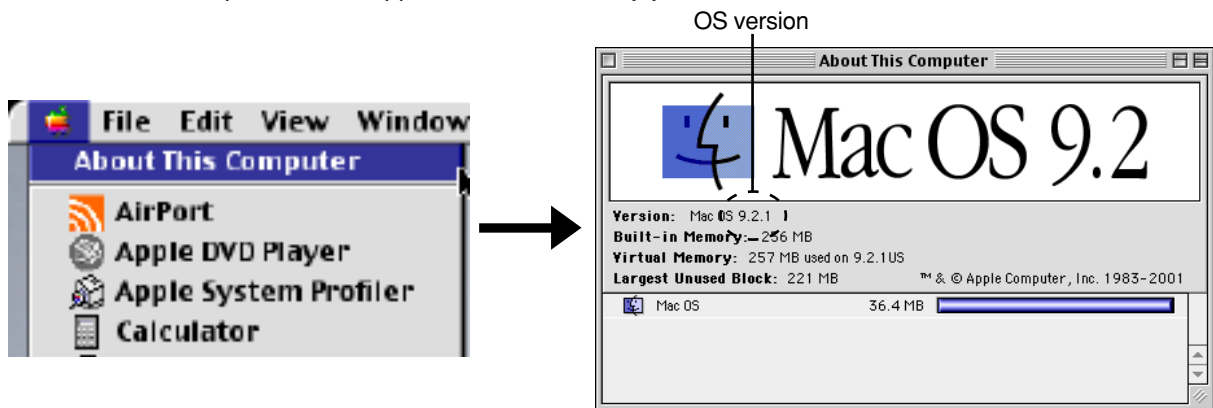 OS version
File Edit View Window
About This Computer
AirPort
Apple DVD Player
Apple System Profiler
Calculator
About This Computer
Mac OS 9.2
Version: Mac OS 9.2.1
Built-in Memory: 256 MB
Virtual Memory: 257 MB used on 9.2.1US
Largest Unused Block: 221 MB ™ & © Apple Computer, Inc. 1983-2001
Mac OS 36.4 MB